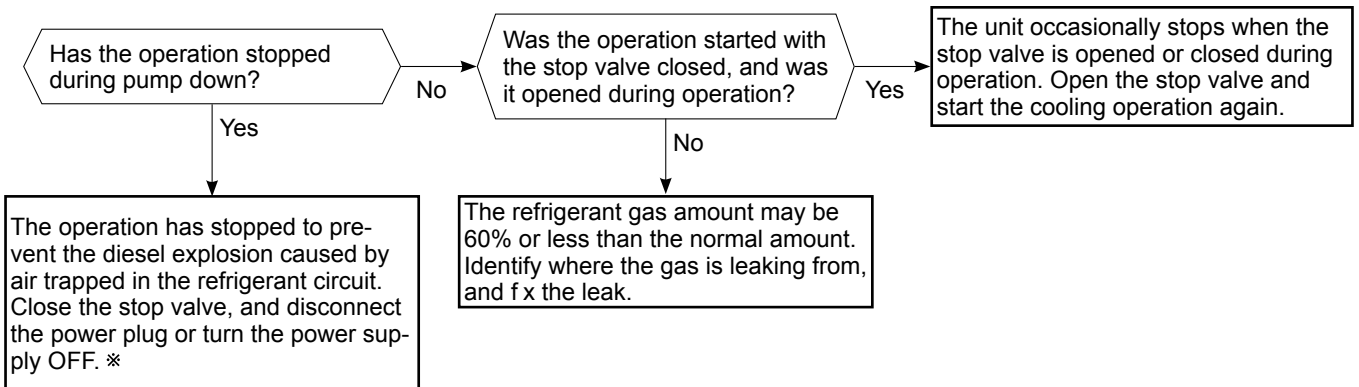 Has the operation stopped
during pump down?
No
Yes
Was the operation started with
the stop valve closed, and was
it opened during operation?
Yes
No
The unit occasionally stops when the
stop valve is opened or closed during
operation. Open the stop valve and
start the cooling operation again.
The operation has stopped to pre-
vent the diesel explosion caused by
air trapped in the refrigerant circuit.
Close the stop valve, and disconnect
the power plug or turn the power sup-
ply OFF. ※
The refrigerant gas amount may be
60% or less than the normal amount.
Identify where the gas is leaking from,
and f x the leak.